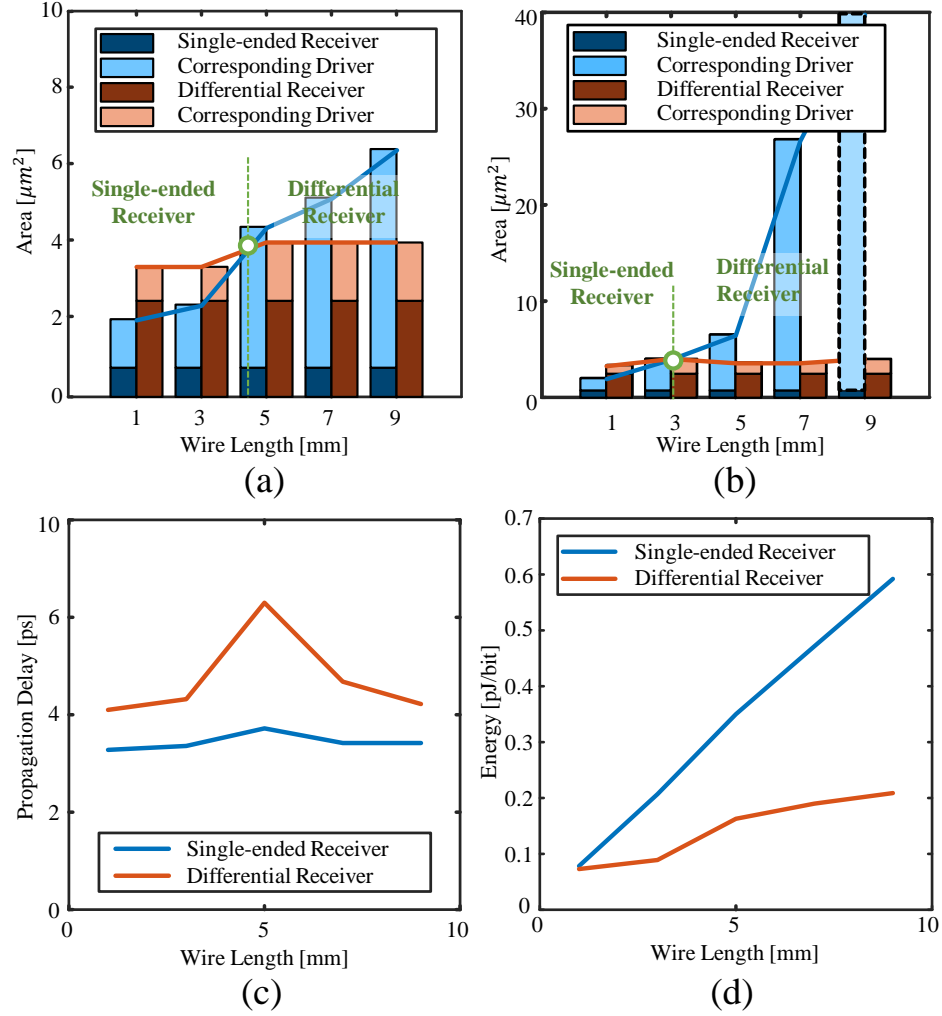 10
8
6
4
2
0
Area [μm²]
Single-ended Receiver
Corresponding Driver
Differential Receiver
Corresponding Driver
Single-ended
Receiver
Differential
Receiver
1 3 5 7 9
Wire Length [mm]
(a)
40
30
20
10
0
Area [μm²]
Single-ended Receiver
Corresponding Driver
Differential Receiver
Corresponding Driver
Single-ended
Receiver
Differential
Receiver
1 3 5 7 9
Wire Length [mm]
(b)
10
6
4
2
0
Propagation Delay [ps]
Single-ended Receiver
Differential Receiver
0 5 10
Wire Length [mm]
(c)
0.7
0.6
0.5
0.4
0.3
0.2
0.1
Energy [pJ/bit]
Single-ended Receiver
Differential Receiver
0 5 10
Wire Length [mm]
(d)